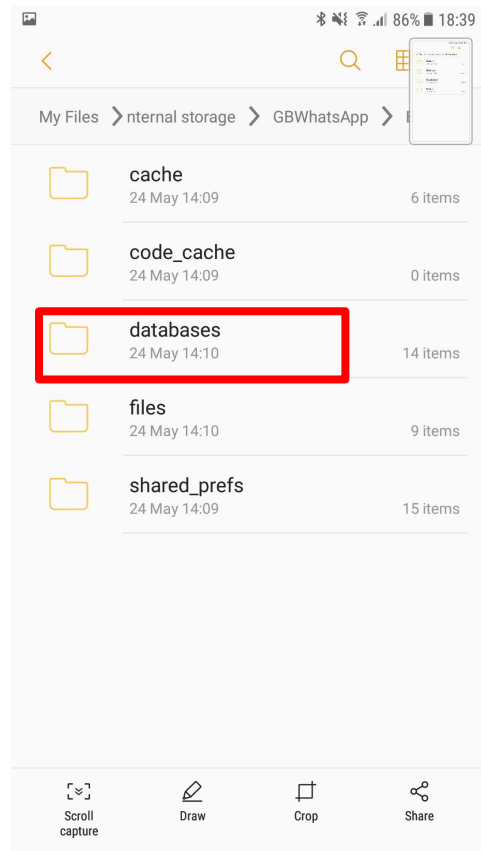 86% 18:39
My Files nternal storage GBWhatsApp
cache
24 May 14:09
6 items
code_cache
24 May 14:09
0 items
databases
24 May 14:10
14 items
files
24 May 14:10
9 items
shared_prefs
24 May 14:09
15 items
Scroll
capture
Draw
Crop
Share